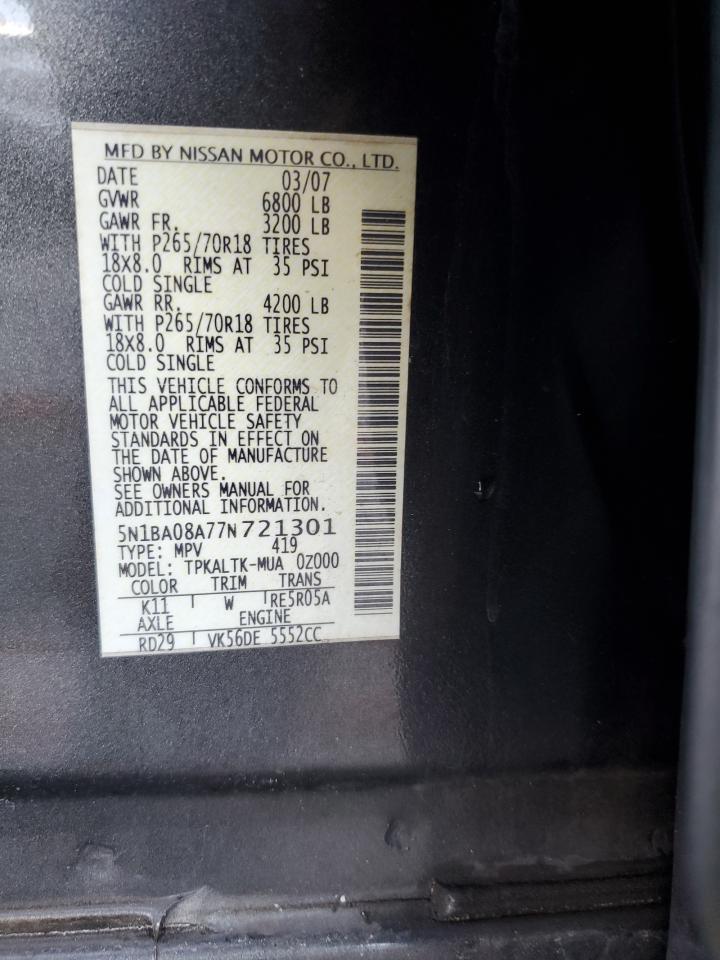 MFD BY NISSAN MOTOR CO., LTD.
DATE 03/07
GVWR 6800 LB
GAWR FR. 3200 LB
WITH P265/70R18 TIRES
18X8.0 RIMS AT 35 PSI
COLD SINGLE
GAWR RR. 4200 LB
WITH P265/70R18 TIRES
18X8.0 RIMS AT 35 PSI
COLD SINGLE
THIS VEHICLE CONFORMS TO
ALL APPLICABLE FEDERAL
MOTOR VEHICLE SAFETY
STANDARDS IN EFFECT ON
THE DATE OF MANUFACTURE
SHOWN ABOVE.
SEE OWNERS MANUAL FOR
ADDITIONAL INFORMATION.
5N1BA08A77N721301
TYPE: MPV 419
MODEL: TPKALTK-MUA 0Z000
COLOR TRIM TRANS
K11 W RE5R05A
AXLE ENGINE
RD29 VK56DE 5552CC